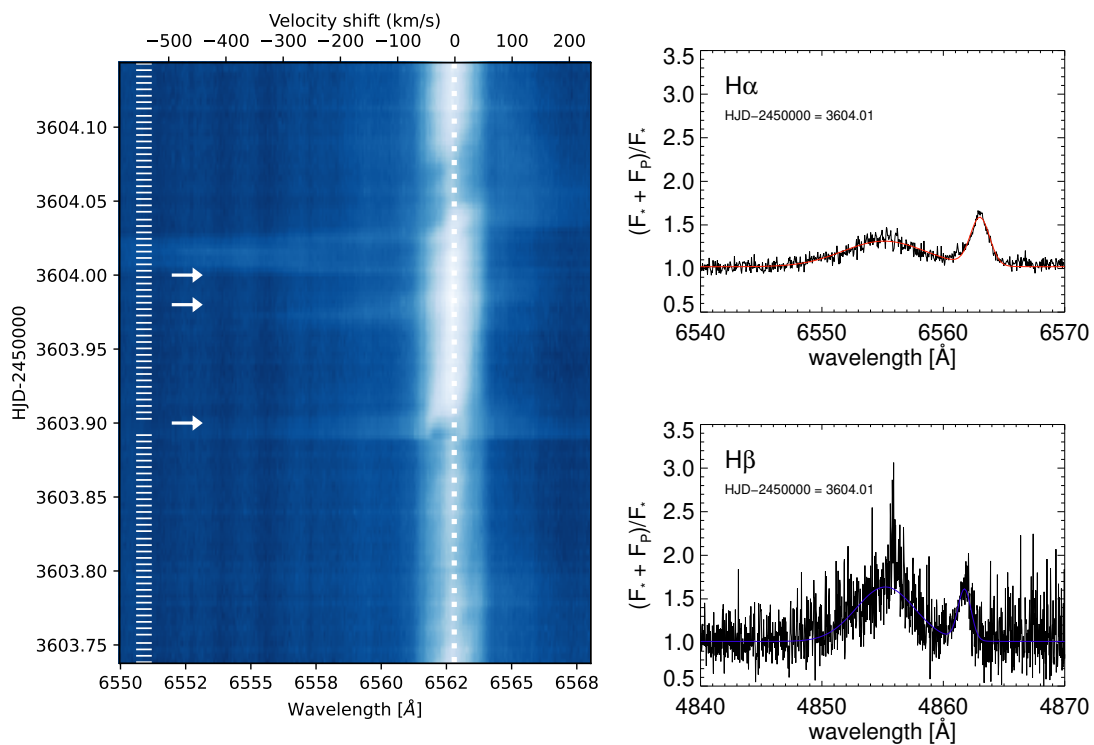 Velocity shift (km/s)
−500 −400 −300 −200 −100 0 100 200
HJD-2450000
3604.10
3604.05
3604.00
3603.95
3603.90
3603.85
3603.80
3603.75
6550 6552 6555 6558 6560 6562 6565 6568
Wavelength [Å]
Hα
HJD−2450000 = 3604.01
(F⋆ + FP)/F⋆
3.5
3.0
2.5
2.0
1.5
1.0
0.5
6540 6550 6560 6570
wavelength [Å]
Hβ
HJD−2450000 = 3604.01
(F⋆ + FP)/F⋆
3.5
3.0
2.5
2.0
1.5
1.0
0.5
4840 4850 4860 4870
wavelength [Å]